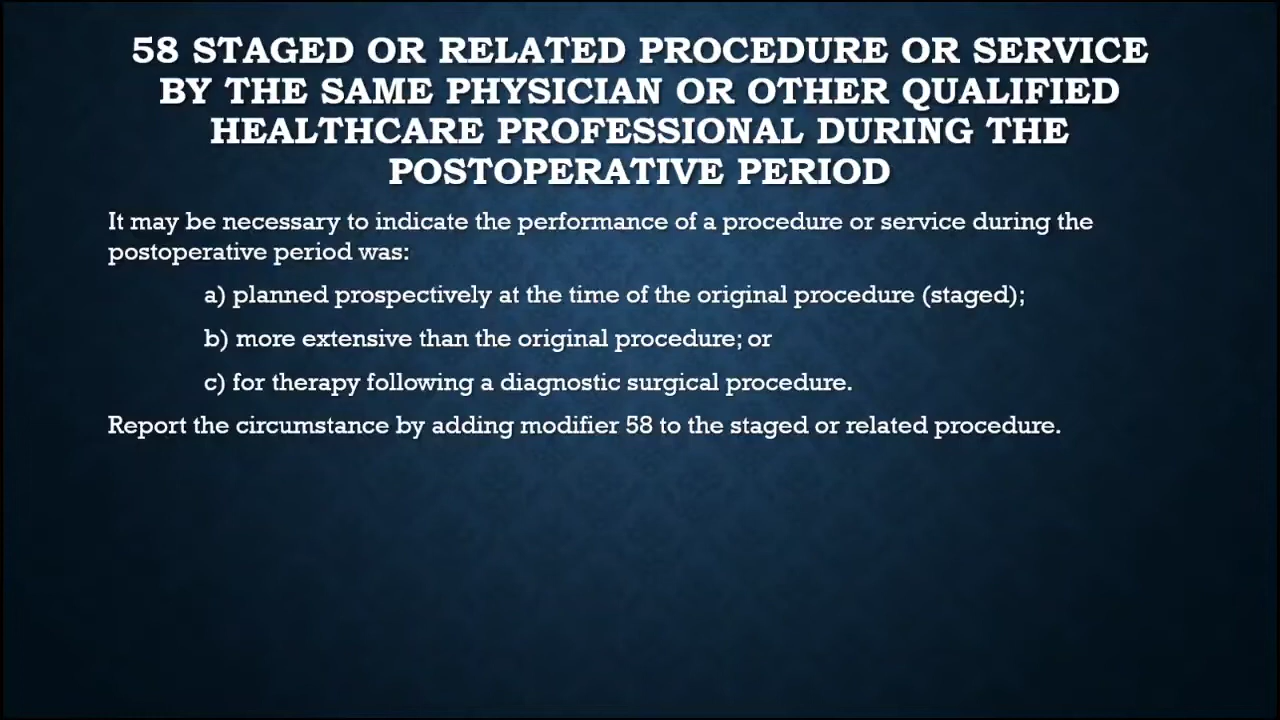 58 STAGED OR RELATED PROCEDURE OR SERVICE
BY THE SAME PHYSICIAN OR OTHER QUALIFIED
HEALTHCARE PROFESSIONAL DURING THE
POSTOPERATIVE PERIOD
It may be necessary to indicate the performance of a procedure or service during the
postoperative period was:
a) planned prospectively at the time of the original procedure (staged);
b) more extensive than the original procedure; or
c) for therapy following a diagnostic surgical procedure.
Report the circumstance by adding modifier 58 to the staged or related procedure.